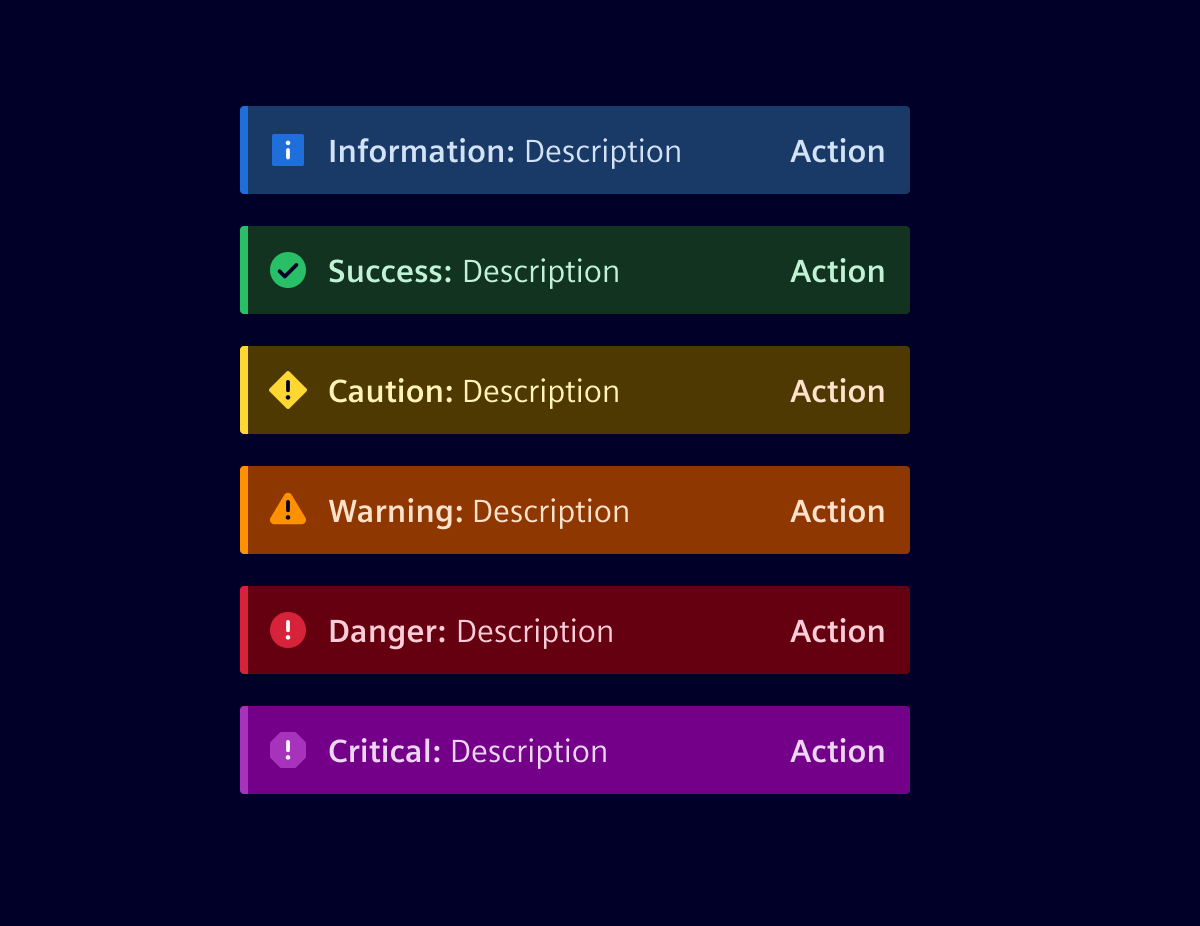 Information: Description Action
Success: Description Action
Caution: Description Action
Warning: Description Action
Danger: Description Action
Critical: Description Action